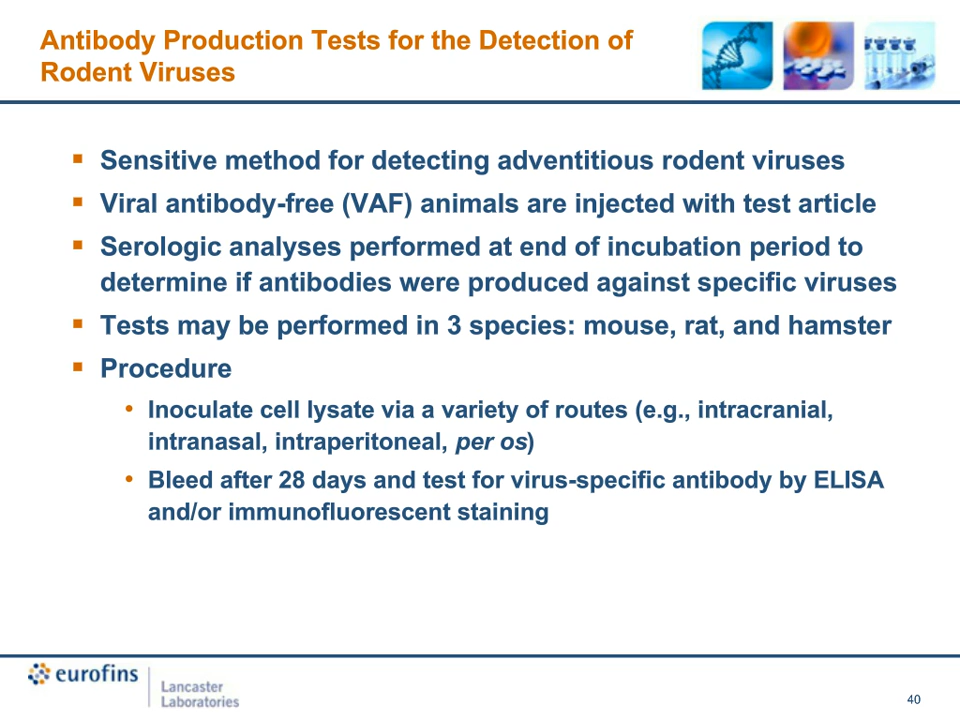 Antibody Production Tests for the Detection of
Rodent Viruses
▪ Sensitive method for detecting adventitious rodent viruses
▪ Viral antibody-free (VAF) animals are injected with test article
▪ Serologic analyses performed at end of incubation period to
determine if antibodies were produced against specific viruses
▪ Tests may be performed in 3 species: mouse, rat, and hamster
▪ Procedure
• Inoculate cell lysate via a variety of routes (e.g., intracranial,
intranasal, intraperitoneal, per os)
• Bleed after 28 days and test for virus-specific antibody by ELISA
and/or immunofluorescent staining
eurofins
Lancaster
Laboratories
40